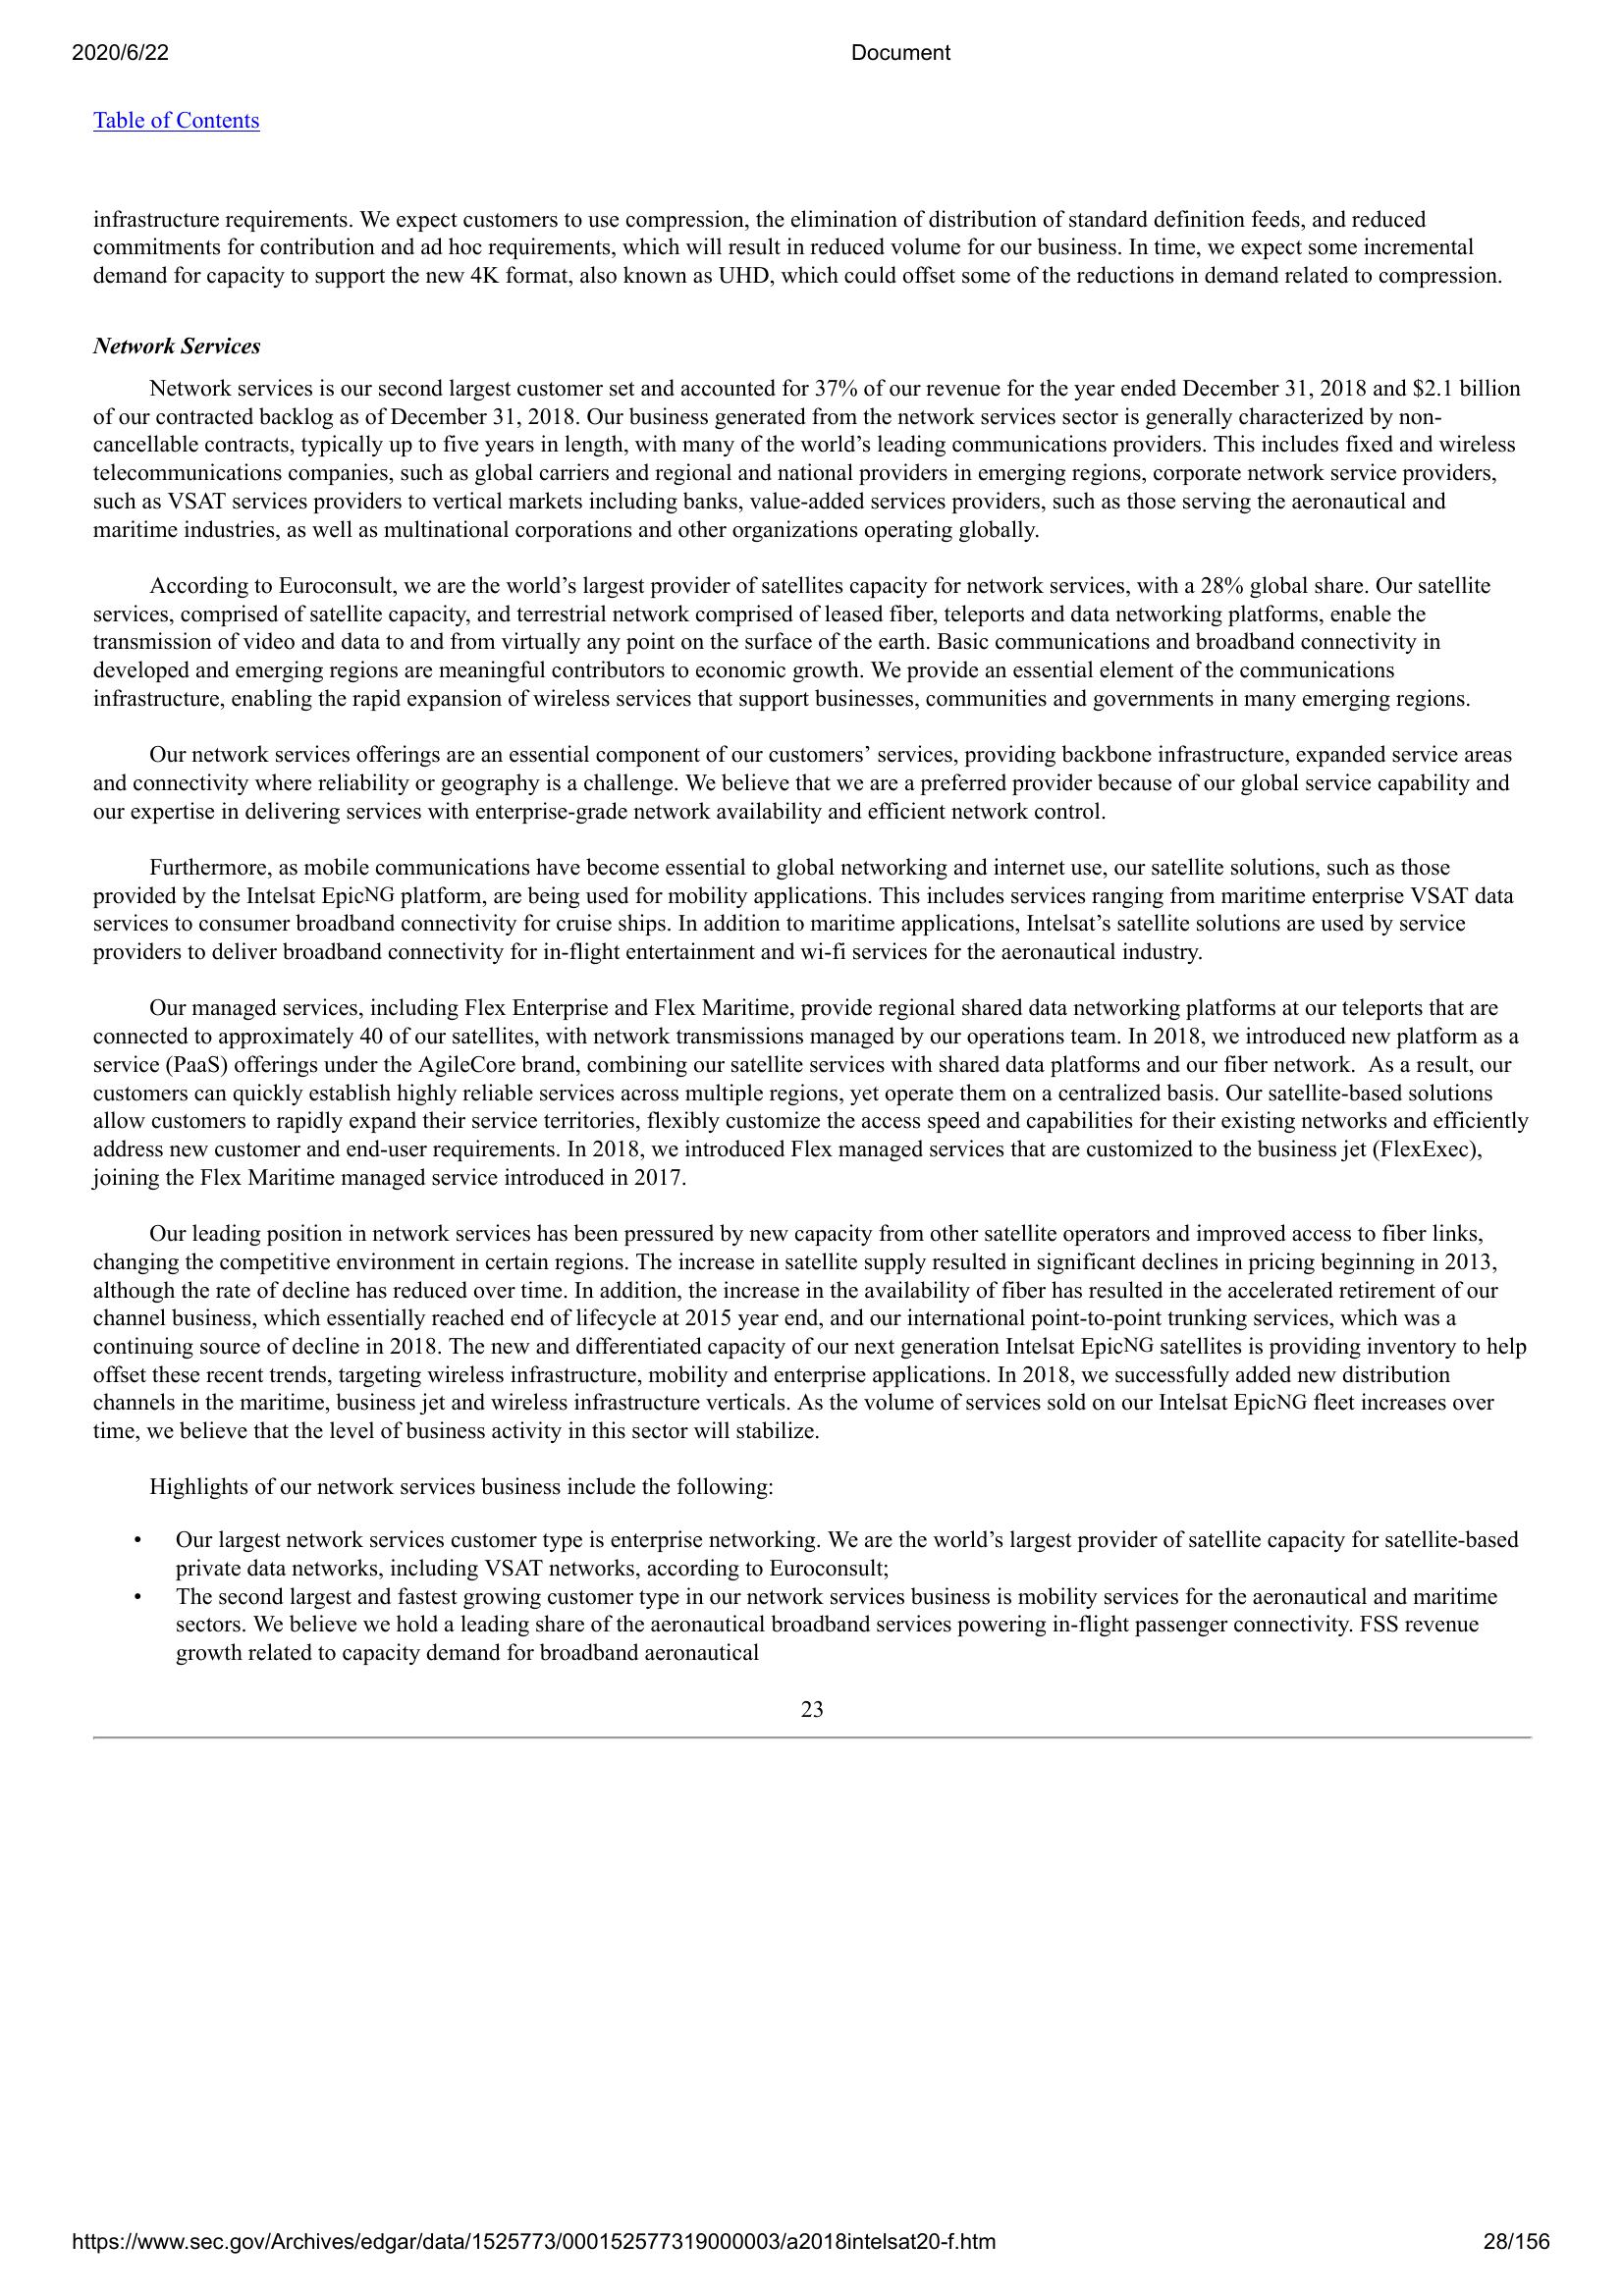 2020/6/22
Document
Table of Contents
infrastructure requirements. We expect customers to use compression, the elimination of distribution of standard definition feeds, and reduced
commitments for contribution and ad hoc requirements, which will result in reduced volume for our business. In time, we expect some incremental
demand for capacity to support the new 4K format, also known as UHD, which could offset some of the reductions in demand related to compression.
Network Services
Network services is our second largest customer set and accounted for 37% of our revenue for the year ended December 31, 2018 and $2.1 billion
of our contracted backlog as of December 31, 2018. Our business generated from the network services sector is generally characterized by non-
cancellable contracts, typically up to five years in length, with many of the world’s leading communications providers. This includes fixed and wireless
telecommunications companies, such as global carriers and regional and national providers in emerging regions, corporate network service providers,
such as VSAT services providers to vertical markets including banks, value-added services providers, such as those serving the aeronautical and
maritime industries, as well as multinational corporations and other organizations operating globally.
According to Euroconsult, we are the world’s largest provider of satellites capacity for network services, with a 28% global share. Our satellite
services, comprised of satellite capacity, and terrestrial network comprised of leased fiber, teleports and data networking platforms, enable the
transmission of video and data to and from virtually any point on the surface of the earth. Basic communications and broadband connectivity in
developed and emerging regions are meaningful contributors to economic growth. We provide an essential element of the communications
infrastructure, enabling the rapid expansion of wireless services that support businesses, communities and governments in many emerging regions.
Our network services offerings are an essential component of our customers’ services, providing backbone infrastructure, expanded service areas
and connectivity where reliability or geography is a challenge. We believe that we are a preferred provider because of our global service capability and
our expertise in delivering services with enterprise-grade network availability and efficient network control.
Furthermore, as mobile communications have become essential to global networking and internet use, our satellite solutions, such as those
provided by the Intelsat EpicNG platform, are being used for mobility applications. This includes services ranging from maritime enterprise VSAT data
services to consumer broadband connectivity for cruise ships. In addition to maritime applications, Intelsat’s satellite solutions are used by service
providers to deliver broadband connectivity for in-flight entertainment and wi-fi services for the aeronautical industry.
Our managed services, including Flex Enterprise and Flex Maritime, provide regional shared data networking platforms at our teleports that are
connected to approximately 40 of our satellites, with network transmissions managed by our operations team. In 2018, we introduced new platform as a
service (PaaS) offerings under the AgileCore brand, combining our satellite services with shared data platforms and our fiber network.  As a result, our
customers can quickly establish highly reliable services across multiple regions, yet operate them on a centralized basis. Our satellite-based solutions
allow customers to rapidly expand their service territories, flexibly customize the access speed and capabilities for their existing networks and efficiently
address new customer and end-user requirements. In 2018, we introduced Flex managed services that are customized to the business jet (FlexExec),
joining the Flex Maritime managed service introduced in 2017.
Our leading position in network services has been pressured by new capacity from other satellite operators and improved access to fiber links,
changing the competitive environment in certain regions. The increase in satellite supply resulted in significant declines in pricing beginning in 2013,
although the rate of decline has reduced over time. In addition, the increase in the availability of fiber has resulted in the accelerated retirement of our
channel business, which essentially reached end of lifecycle at 2015 year end, and our international point-to-point trunking services, which was a
continuing source of decline in 2018. The new and differentiated capacity of our next generation Intelsat EpicNG satellites is providing inventory to help
offset these recent trends, targeting wireless infrastructure, mobility and enterprise applications. In 2018, we successfully added new distribution
channels in the maritime, business jet and wireless infrastructure verticals. As the volume of services sold on our Intelsat EpicNG fleet increases over
time, we believe that the level of business activity in this sector will stabilize.
Highlights of our network services business include the following:
• Our largest network services customer type is enterprise networking. We are the world’s largest provider of satellite capacity for satellite-based
private data networks, including VSAT networks, according to Euroconsult;
• The second largest and fastest growing customer type in our network services business is mobility services for the aeronautical and maritime
sectors. We believe we hold a leading share of the aeronautical broadband services powering in-flight passenger connectivity. FSS revenue
growth related to capacity demand for broadband aeronautical
23
https://www.sec.gov/Archives/edgar/data/1525773/000152577319000003/a2018intelsat20-f.htm
28/156